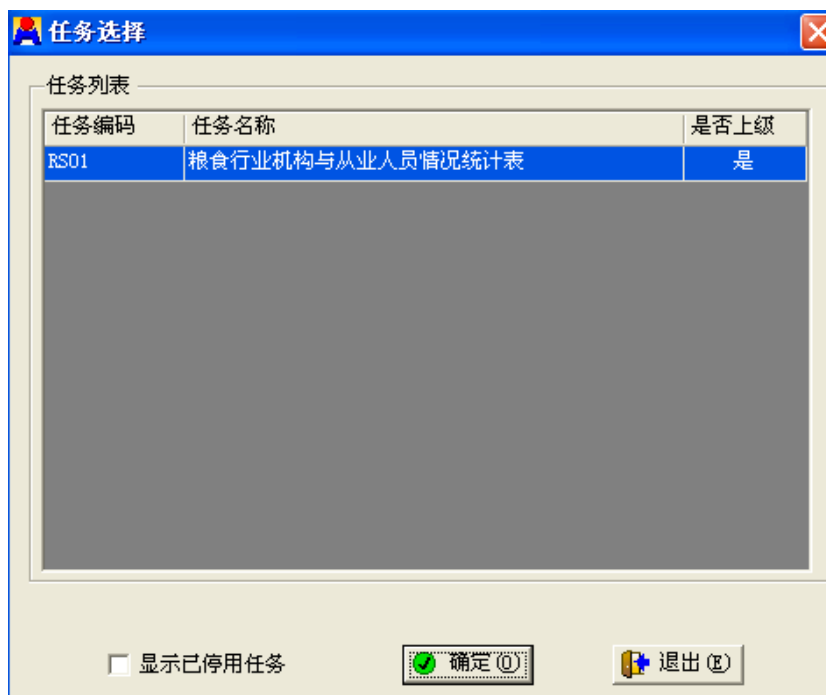 任务选择
任务列表
任务编码 任务名称 是否上级
RS01 粮食行业机构与从业人员情况统计表 是
显示已停用任务 确定(O) 退出(E)